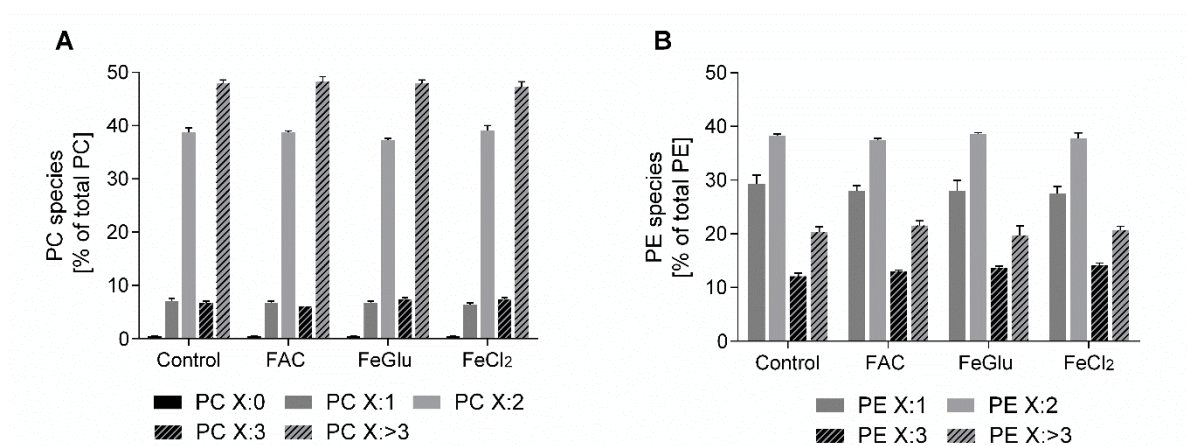 A
PC species
[% of total PC]
50
40
30
20
10
0
Control FAC FeGlu FeCl2
PC X:0 PC X:1 PC X:2
PC X:3 PC X:>3
B
PE species
[% of total PE]
50
40
30
20
10
0
Control FAC FeGlu FeCl2
PE X:1 PE X:2
PE X:3 PE X:>3